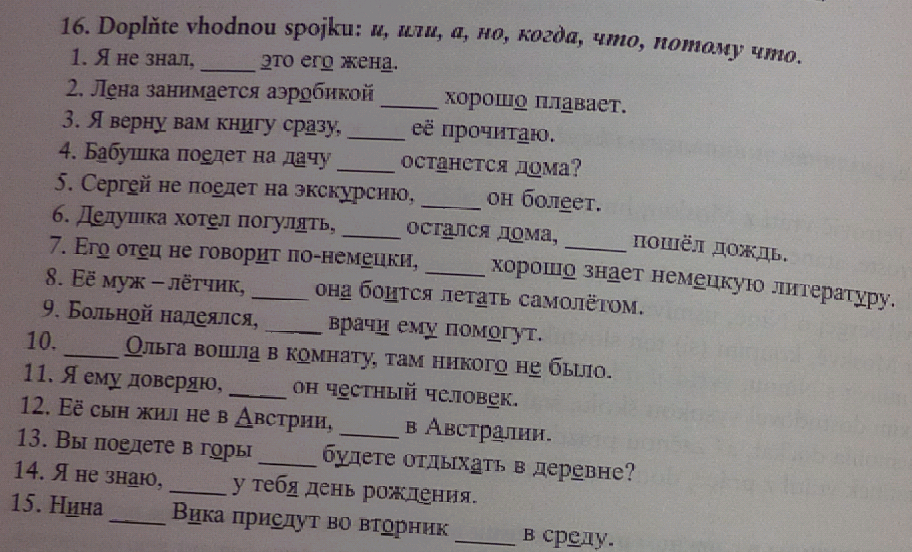 16. Doplňte vhodnou spojku: и, или, а, но, когда, что, потому что.
1. Я не знал, _____ это его жена.
2. Лена занимается аэробикой _____ хорошо плавает.
3. Я верну вам книгу сразу, _____ её прочитаю.
4. Бабушка поедет на дачу _____ останется дома?
5. Сергей не поедет на экскурсию, _____ он болеет.
6. Дедушка хотел погулять, _____ остался дома, _____ пошёл дождь.
7. Его отец не говорит по-немецки, _____ хорошо знает немецкую литературу.
8. Её муж – лётчик, _____ она боится летать самолётом.
9. Больной надеялся, _____ врачи ему помогут.
10. _____ Ольга вошла в комнату, там никого не было.
11. Я ему доверяю, _____ он честный человек.
12. Её сын жил не в Австрии, _____ в Австралии.
13. Вы поедете в горы _____ будете отдыхать в деревне?
14. Я не знаю, _____ у тебя день рождения.
15. Нина _____ Вика приедут во вторник _____ в среду.